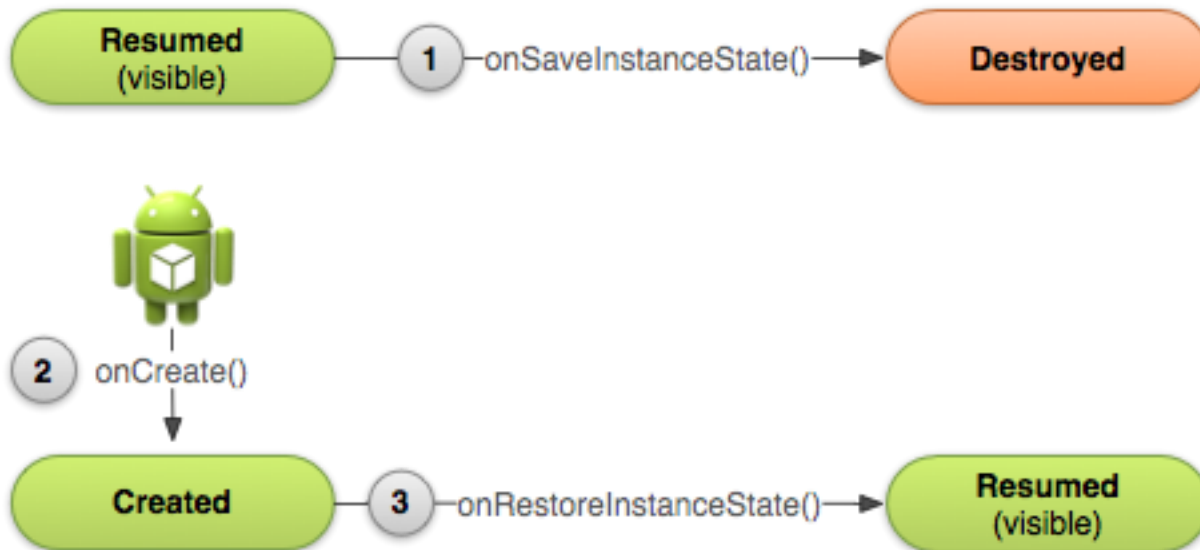 Resumed
(visible)
1
onSaveInstanceState()
Destroyed
2
onCreate()
Created
3
onRestoreInstanceState()
Resumed
(visible)